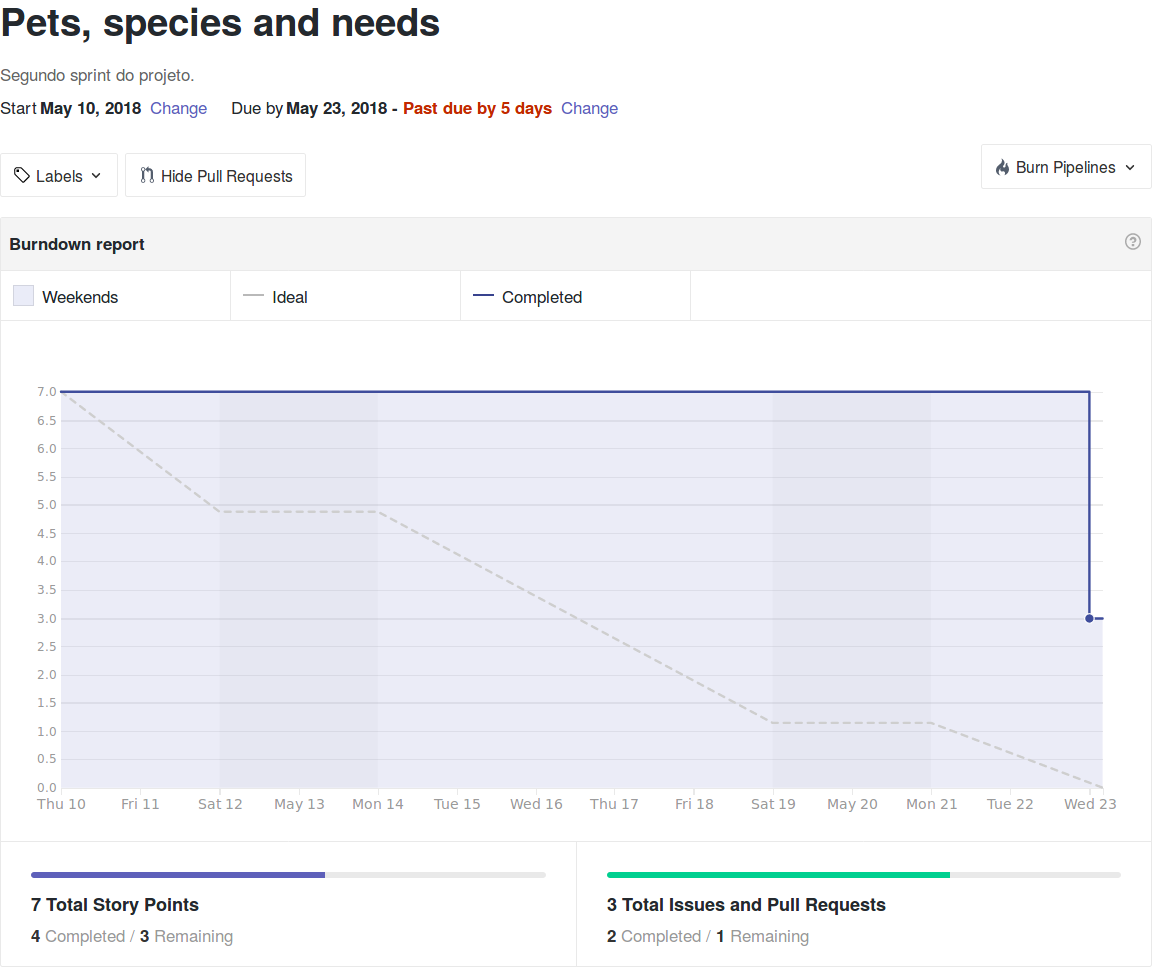 Pets, species and needs
Segundo sprint do projeto.
Start May 10, 2018 Change Due by May 23, 2018 - Past due by 5 days Change
Labels Hide Pull Requests Burn Pipelines
Burndown report
Weekends Ideal Completed
7.0
6.5
6.0
5.5
5.0
4.5
4.0
3.5
3.0
2.5
2.0
1.5
1.0
0.5
0.0
Thu 10 Fri 11 Sat 12 May 13 Mon 14 Tue 15 Wed 16 Thu 17 Fri 18 Sat 19 May 20 Mon 21 Tue 22 Wed 23
7 Total Story Points
4 Completed / 3 Remaining
3 Total Issues and Pull Requests
2 Completed / 1 Remaining